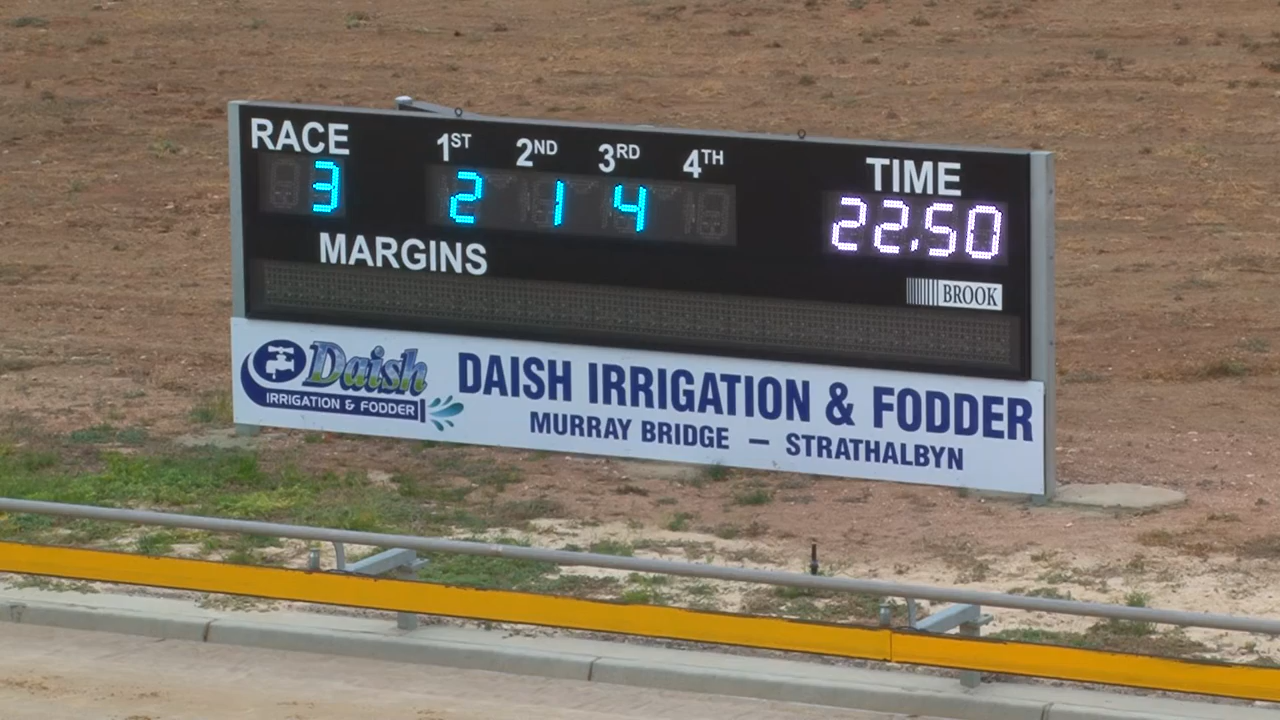 RACE 1ST 2ND 3RD 4TH TIME
3 2 1 4 22.50
MARGINS
BROOK
Daish
IRRIGATION & FODDER
DAISH IRRIGATION & FODDER
MURRAY BRIDGE – STRATHALBYN